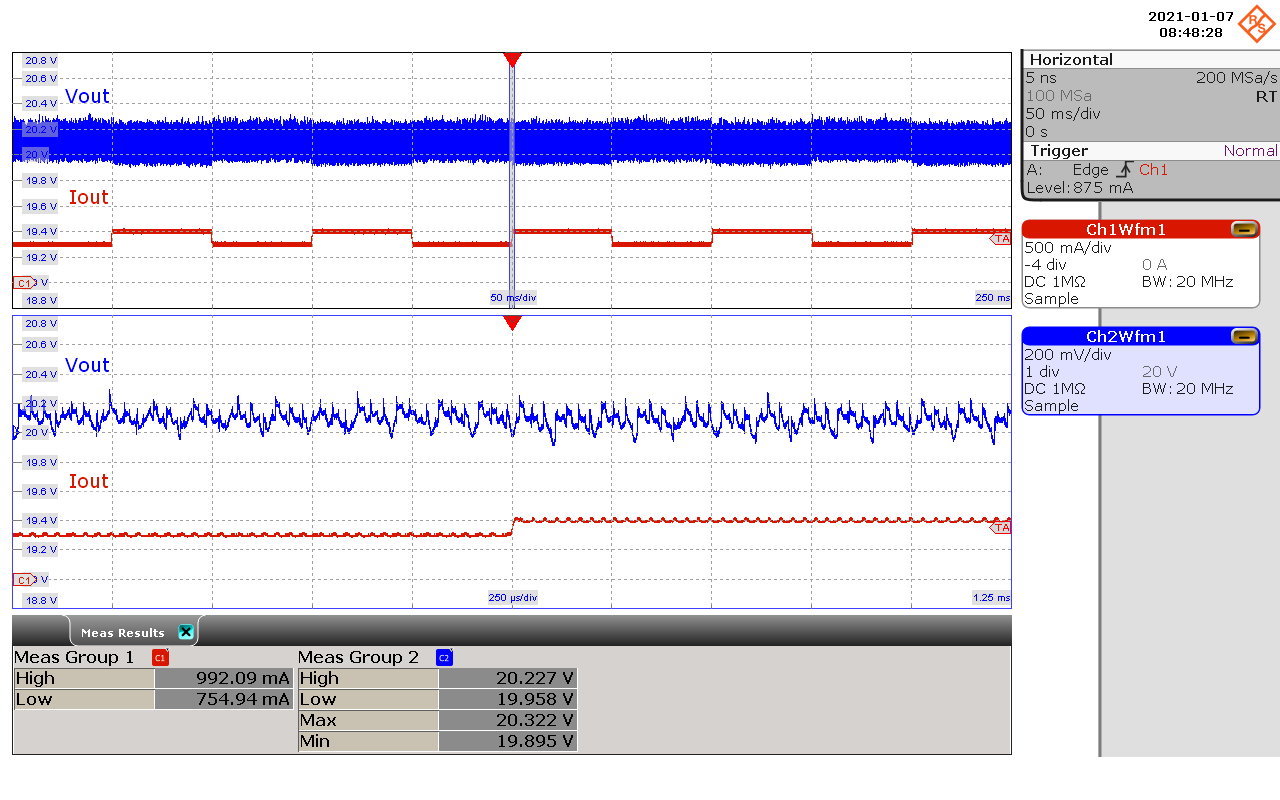 2021-01-07
08:48:28
R&S
20.8 V
20.6 V
20.4 V
20.2 V
20 V
19.8 V
19.6 V
19.4 V
19.2 V
C1 V
18.8 V
Vout
Iout
TA
50 ms/div
250 ms
20.8 V
20.6 V
20.4 V
20.2 V
20 V
19.8 V
19.6 V
19.4 V
19.2 V
C1 V
18.8 V
Vout
Iout
TA
250 µs/div
1.25 ms
Horizontal
5 ns 200 MSa/s
100 MSa RT
50 ms/div
0 s
Trigger Normal
A: Edge Ch1
Level: 875 mA
Ch1Wfm1
500 mA/div
-4 div 0 A
DC 1MΩ BW: 20 MHz
Sample
Ch2Wfm1
200 mV/div
1 div 20 V
DC 1MΩ BW: 20 MHz
Sample
Meas Results
Meas Group 1 C1
High 992.09 mA
Low 754.94 mA
Meas Group 2 C2
High 20.227 V
Low 19.958 V
Max 20.322 V
Min 19.895 V